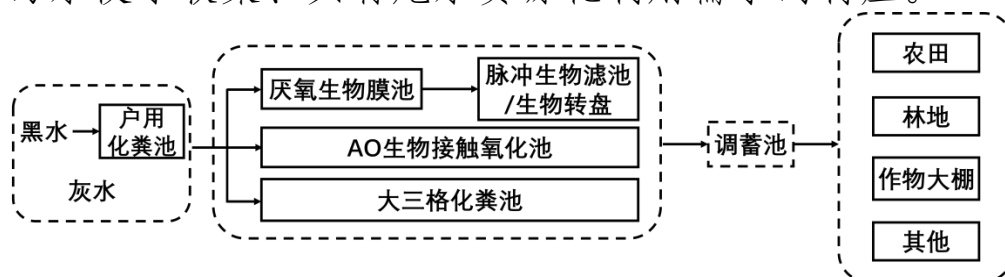 黑水
户用
化粪池
灰水
厌氧生物膜池
脉冲生物滤池
/生物转盘
AO生物接触氧化池
大三格化粪池
调蓄池
农田
林地
作物大棚
其他